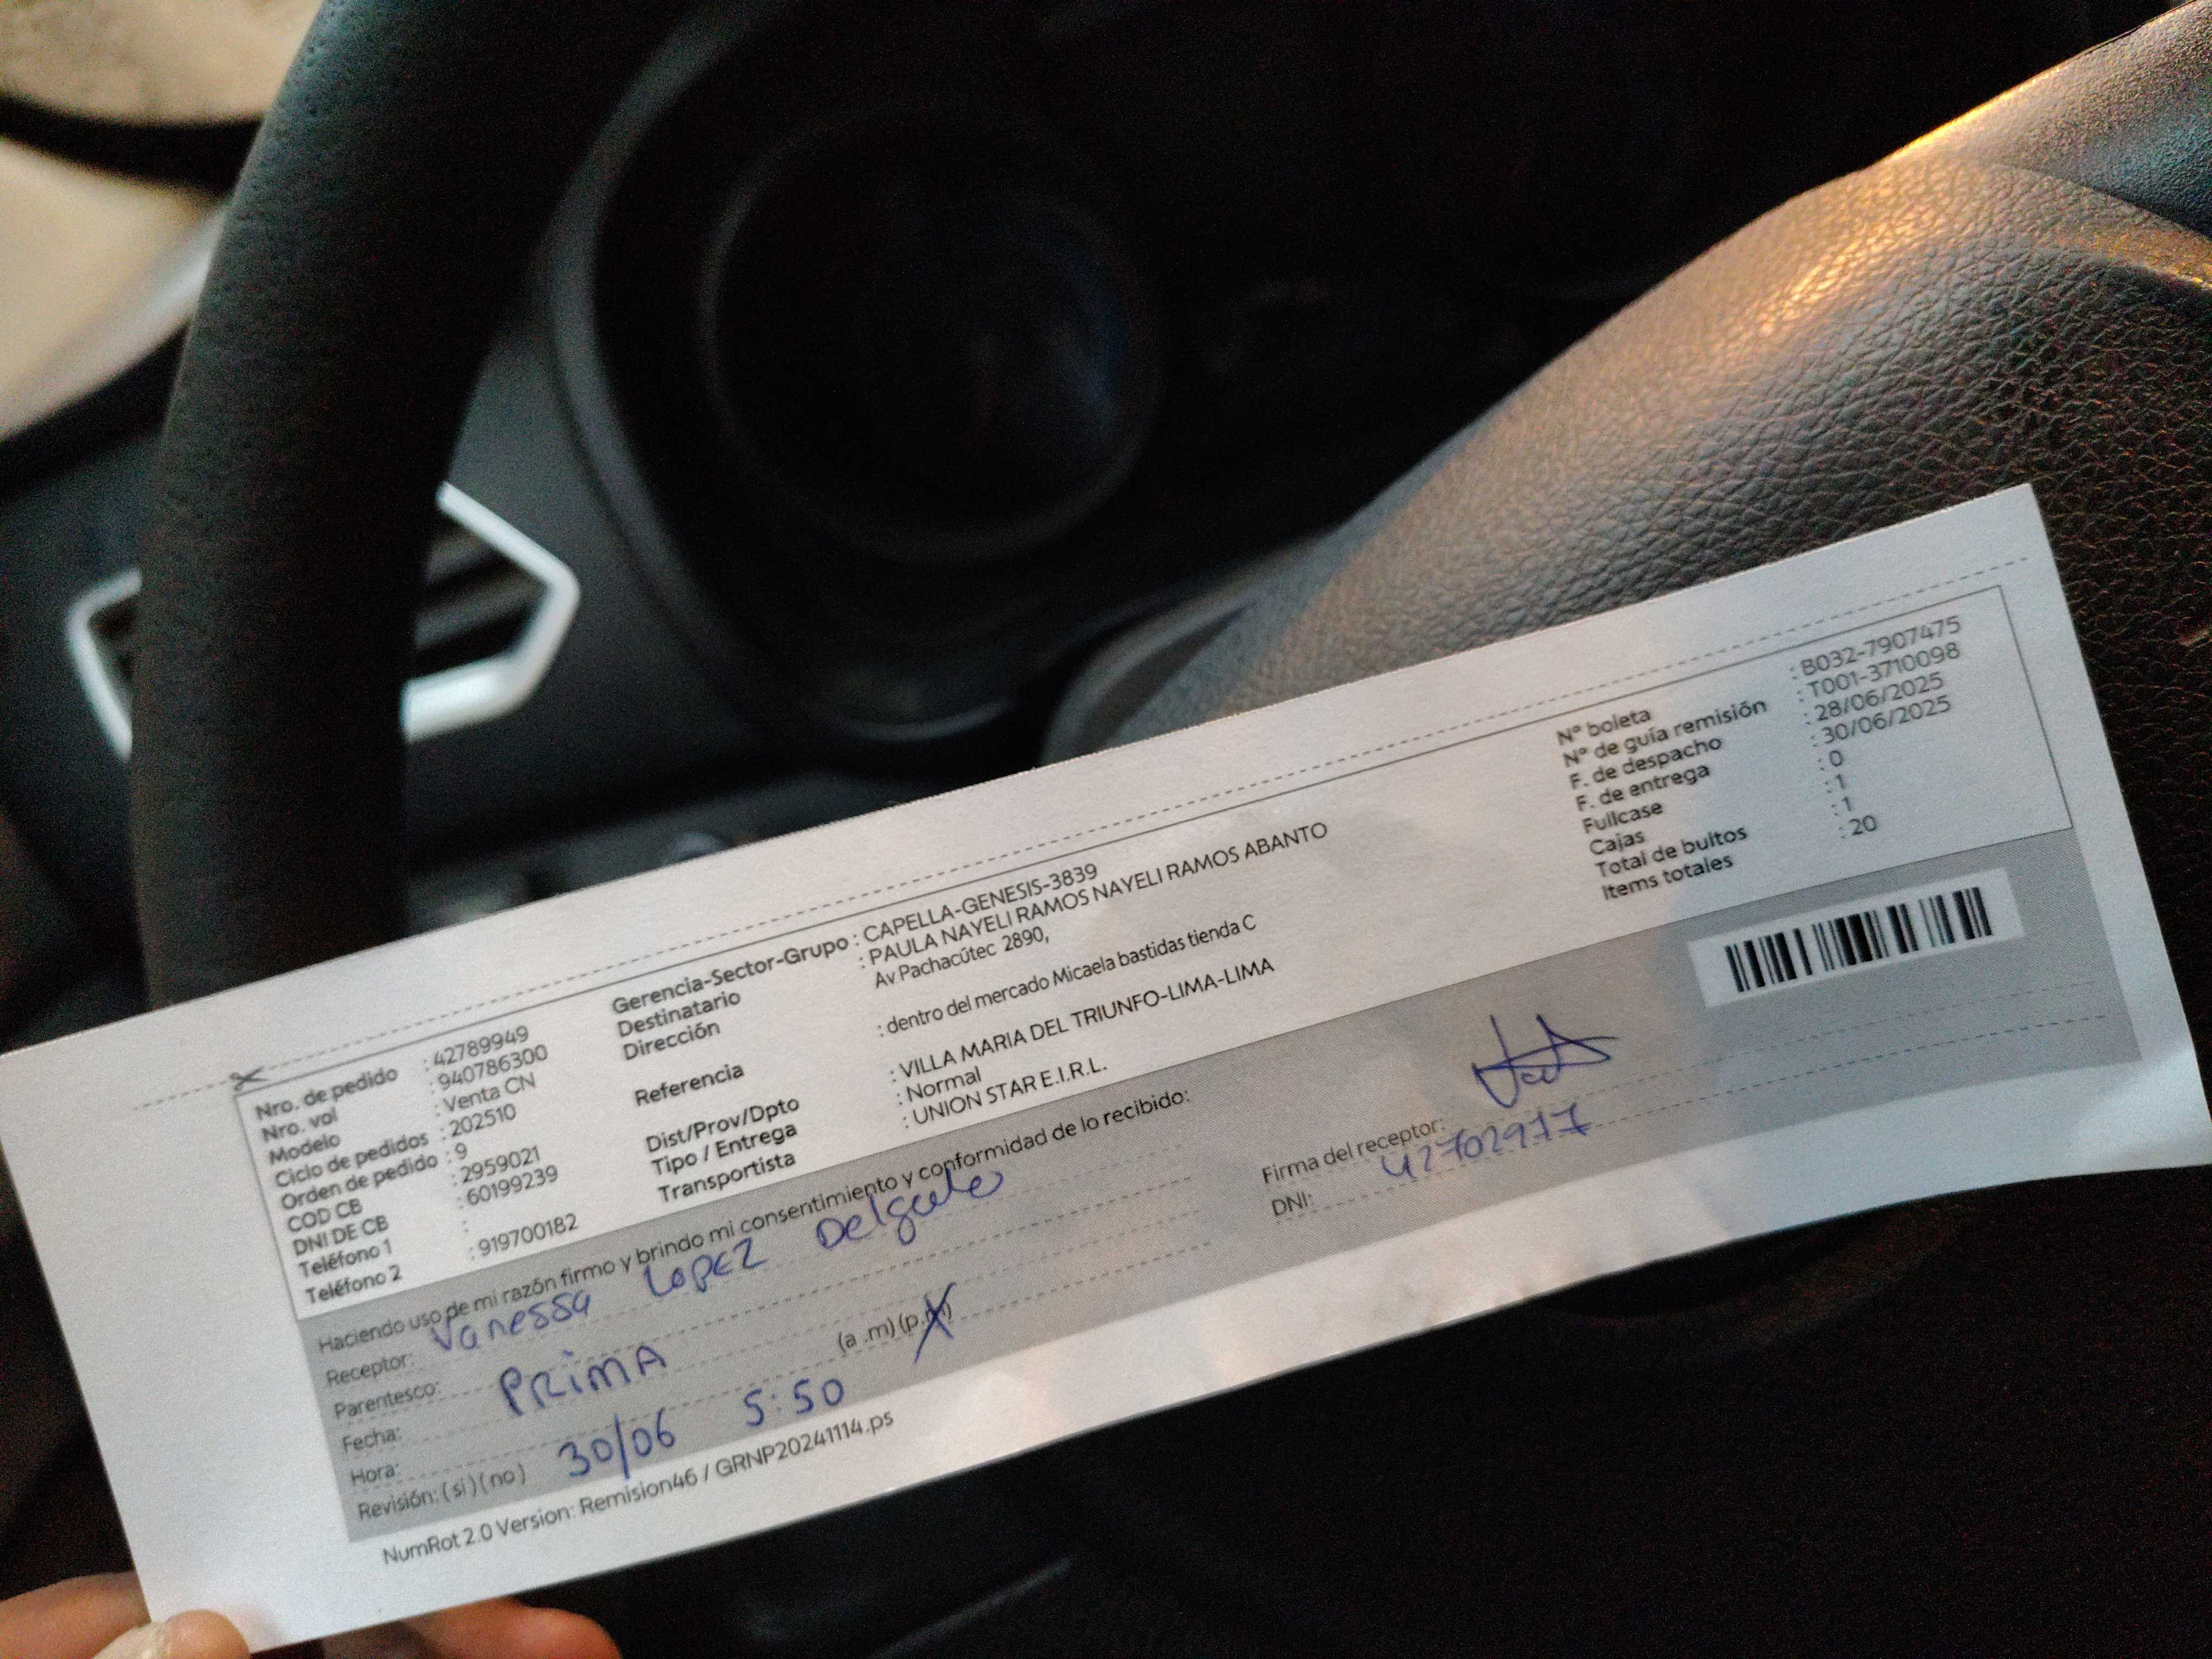 Nro. de pedido : 42789949
Nro. vol : 940786300
Modelo : Venta CN
Ciclo de pedidos : 202510
Orden de pedido : 9
COD CB : 2959021
DNI DE CB : 60199239
Teléfono 1 :
Teléfono 2 : 919700182
Gerencia-Sector-Grupo : CAPELLA-GENESIS-3839
Destinatario : PAULA NAYELI RAMOS NAYELI RAMOS ABANTO
Dirección Av Pachacútec 2890,
Referencia : dentro del mercado Micaela bastidas tienda C
Dist/Prov/Dpto : VILLA MARIA DEL TRIUNFO-LIMA-LIMA
Tipo / Entrega : Normal
Transportista : UNION STAR E.I.R.L.
N° boleta : B032-7907475
N° de guía remisión : T001-3710098
F. de despacho : 28/06/2025
F. de entrega : 30/06/2025
Fullcase : 0
Cajas : 1
Total de bultos : 1
Items totales : 20
Haciendo uso de mi razón firmo y brindo mi consentimiento y conformidad de lo recibido:
Receptor: Vanessa Lopez Delgado
Parentesco: PRIMA
Fecha: 30/06
Hora: 5:50 (a .m) (p.m)
Revisión: ( si ) ( no )
Firma del receptor:
DNI: 42702977
NumRot 2.0 Version: Remision46 / GRNP20241114.ps